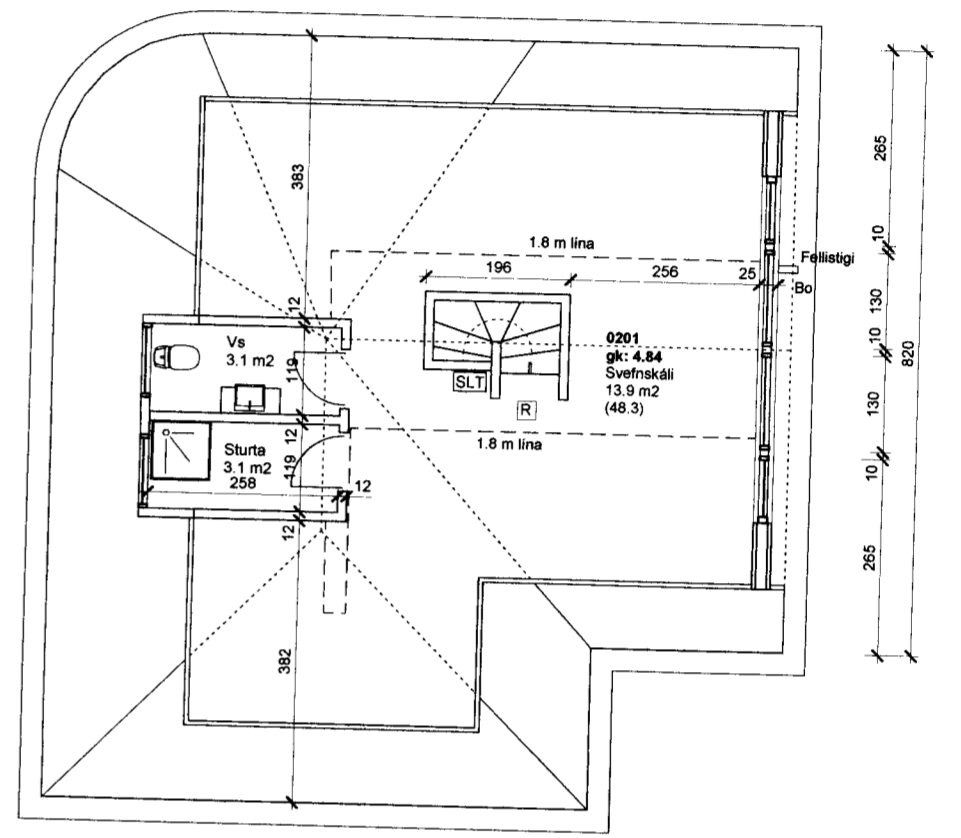 265
383
10
1.8 m lína
Fellistigi
196
256
25
Bo
130
12
10
820
Vs
3.1 m2
119
0201
gk: 4.84
Svefnskáli
13.9 m2
(48.3)
SLT
R
130
12
1.8 m lína
Sturta
3.1 m2
258
119
12
10
12
265
382